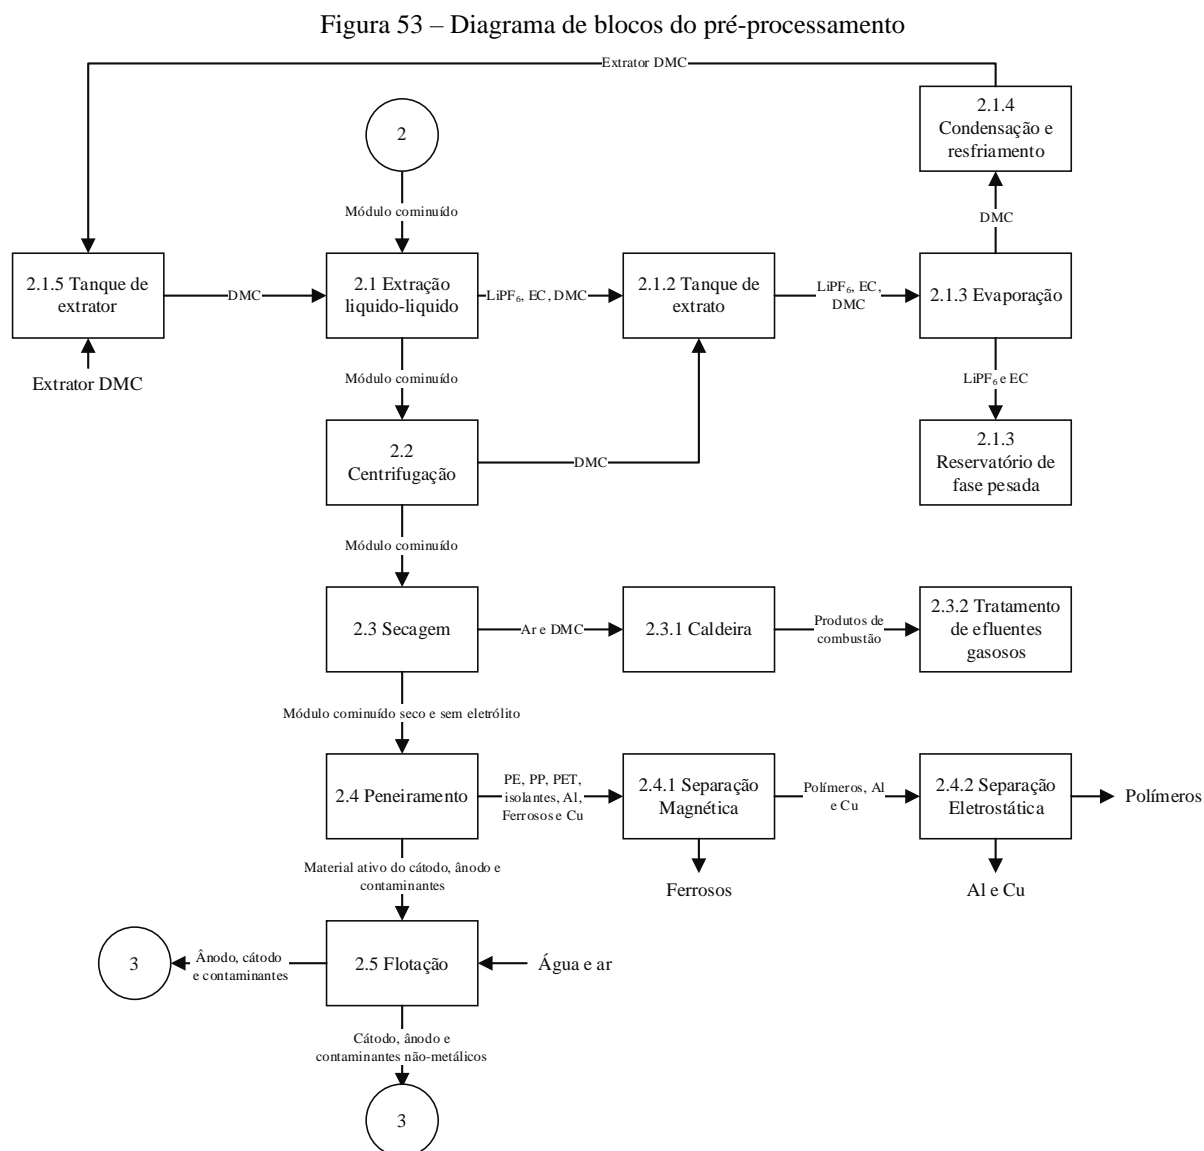 Figura 53 – Diagrama de blocos do pré-processamento
Extrator DMC
2.1.4
Condensação e
resfriamento
2
Módulo cominuído
DMC
2.1.5 Tanque de
extrator
DMC
2.1 Extração
liquido-liquido
LiPF₆, EC, DMC
2.1.2 Tanque de
extrato
LiPF₆, EC,
DMC
2.1.3 Evaporação
Extrator DMC
Módulo cominuído
LiPF₆ e EC
2.2
Centrifugação
DMC
2.1.3
Reservatório de
fase pesada
Módulo cominuído
2.3 Secagem
Ar e DMC
2.3.1 Caldeira
Produtos de
combustão
2.3.2 Tratamento
de efluentes
gasosos
Módulo cominuído seco e sem eletrólito
2.4 Peneiramento
PE, PP, PET,
isolantes, Al,
Ferrosos e Cu
2.4.1 Separação
Magnética
Polímeros, Al
e Cu
2.4.2 Separação
Eletrostática
Polímeros
Material ativo do cátodo, ânodo e
contaminantes
Ferrosos
Al e Cu
3
Ânodo, cátodo
e contaminantes
2.5 Flotação
Água e ar
Cátodo, ânodo e
contaminantes não-metálicos
3